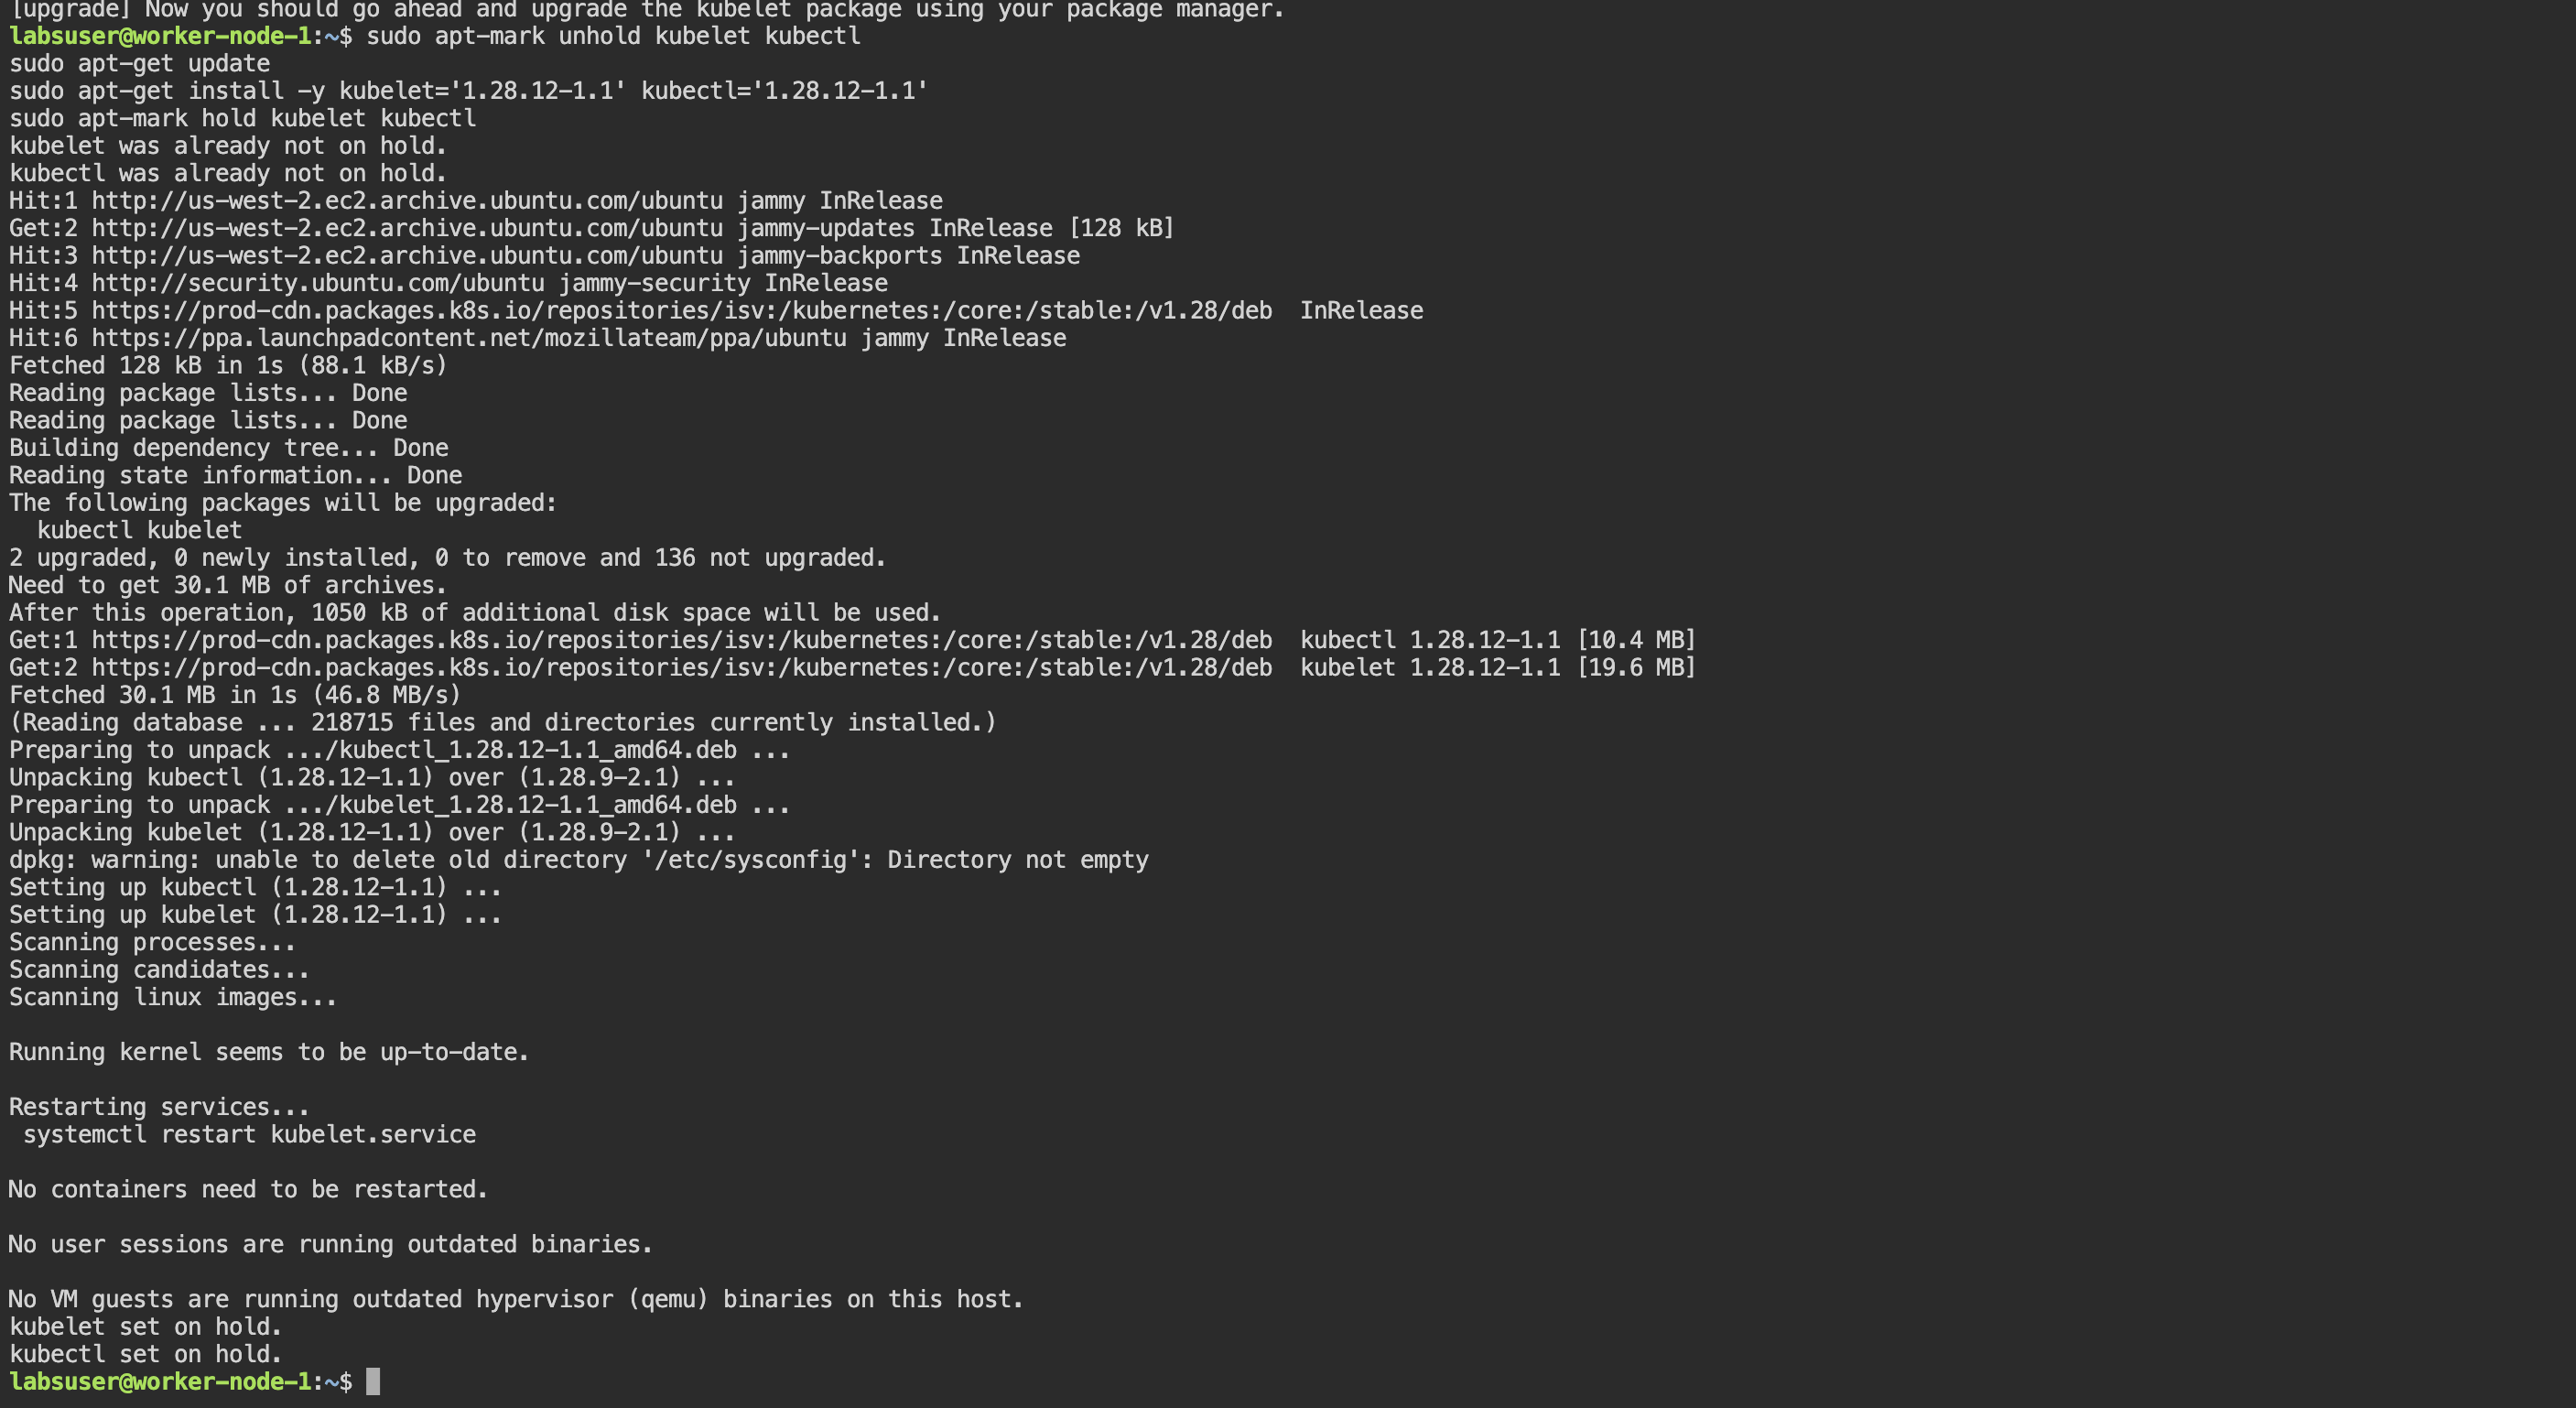 [upgrade] Now you should go ahead and upgrade the kubelet package using your package manager.
labsuser@worker-node-1:~$ sudo apt-mark unhold kubelet kubectl
sudo apt-get update
sudo apt-get install -y kubelet='1.28.12-1.1' kubectl='1.28.12-1.1'
sudo apt-mark hold kubelet kubectl
kubelet was already not on hold.
kubectl was already not on hold.
Hit:1 http://us-west-2.ec2.archive.ubuntu.com/ubuntu jammy InRelease
Get:2 http://us-west-2.ec2.archive.ubuntu.com/ubuntu jammy-updates InRelease [128 kB]
Hit:3 http://us-west-2.ec2.archive.ubuntu.com/ubuntu jammy-backports InRelease
Hit:4 http://security.ubuntu.com/ubuntu jammy-security InRelease
Hit:5 https://prod-cdn.packages.k8s.io/repositories/isv:/kubernetes:/core:/stable:/v1.28/deb  InRelease
Hit:6 https://ppa.launchpadcontent.net/mozillateam/ppa/ubuntu jammy InRelease
Fetched 128 kB in 1s (88.1 kB/s)
Reading package lists... Done
Reading package lists... Done
Building dependency tree... Done
Reading state information... Done
The following packages will be upgraded:
  kubectl kubelet
2 upgraded, 0 newly installed, 0 to remove and 136 not upgraded.
Need to get 30.1 MB of archives.
After this operation, 1050 kB of additional disk space will be used.
Get:1 https://prod-cdn.packages.k8s.io/repositories/isv:/kubernetes:/core:/stable:/v1.28/deb  kubectl 1.28.12-1.1 [10.4 MB]
Get:2 https://prod-cdn.packages.k8s.io/repositories/isv:/kubernetes:/core:/stable:/v1.28/deb  kubelet 1.28.12-1.1 [19.6 MB]
Fetched 30.1 MB in 1s (46.8 MB/s)
(Reading database ... 218715 files and directories currently installed.)
Preparing to unpack .../kubectl_1.28.12-1.1_amd64.deb ...
Unpacking kubectl (1.28.12-1.1) over (1.28.9-2.1) ...
Preparing to unpack .../kubelet_1.28.12-1.1_amd64.deb ...
Unpacking kubelet (1.28.12-1.1) over (1.28.9-2.1) ...
dpkg: warning: unable to delete old directory '/etc/sysconfig': Directory not empty
Setting up kubectl (1.28.12-1.1) ...
Setting up kubelet (1.28.12-1.1) ...
Scanning processes...
Scanning candidates...
Scanning linux images...
Running kernel seems to be up-to-date.
Restarting services...
 systemctl restart kubelet.service
No containers need to be restarted.
No user sessions are running outdated binaries.
No VM guests are running outdated hypervisor (qemu) binaries on this host.
kubelet set on hold.
kubectl set on hold.
labsuser@worker-node-1:~$